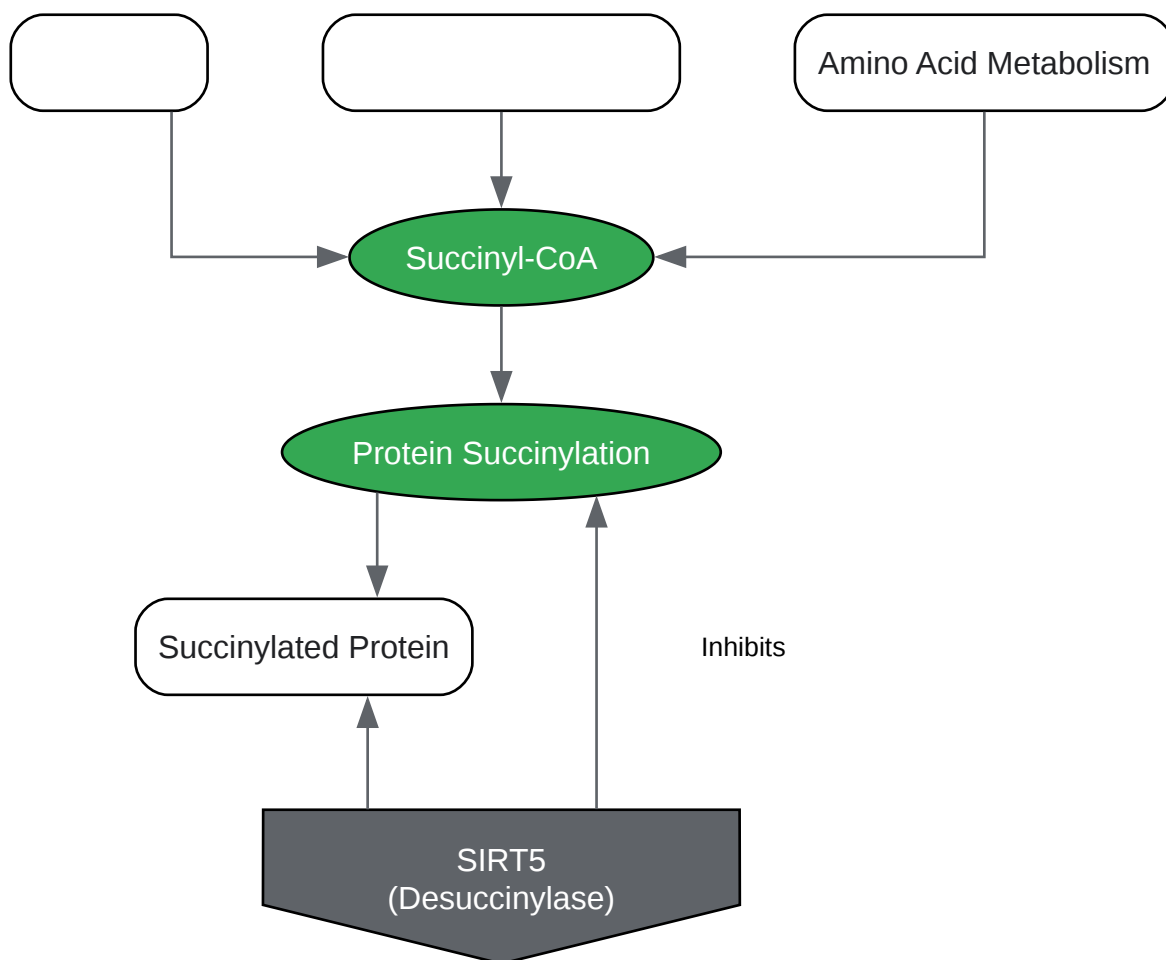 Amino Acid Metabolism
Succinyl-CoA
Protein Succinylation
Succinylated Protein
Inhibits
SIRT5
(Desuccinylase)